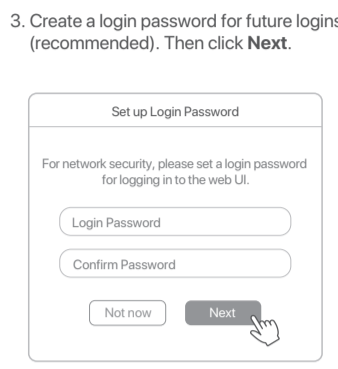 3. Create a login password for future logins
(recommended). Then click Next.
Set up Login Password
For network security, please set a login password
for logging in to the web UI.
Login Password
Confirm Password
Not now
Next